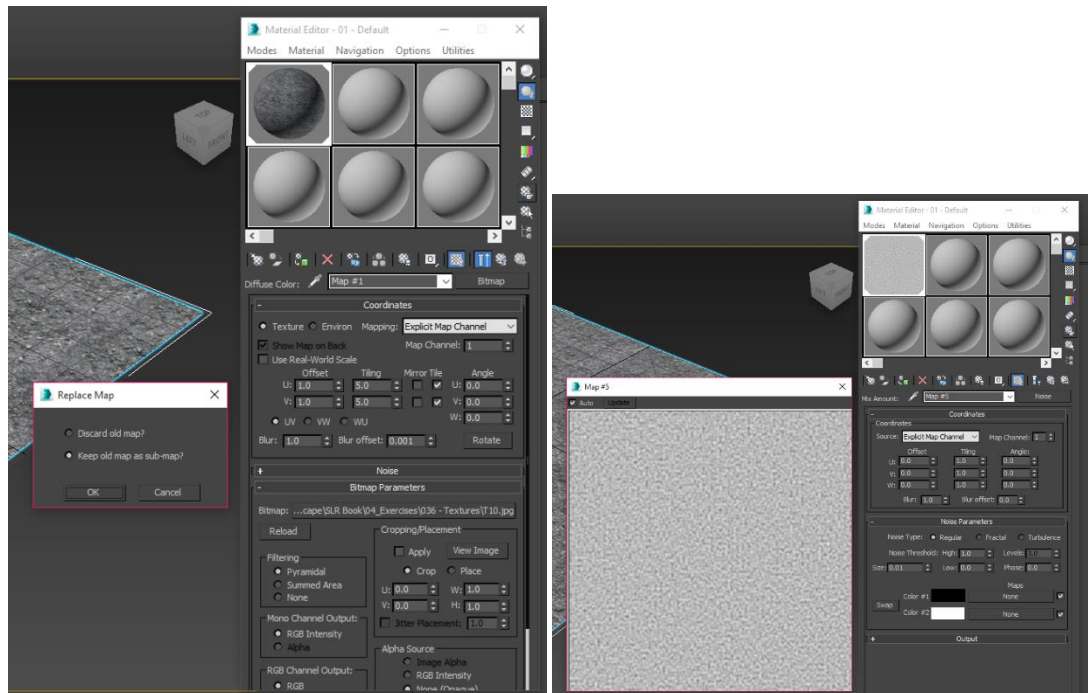 Material Editor - 01 - Default
Modes Material Navigation Options Utilities
TOP
LEFT FRONT
Diffuse Color: Map #1 Bitmap
- Coordinates
Texture Environ Mapping: Explicit Map Channel
Show Map on Back Map Channel: 1
Use Real-World Scale
Offset Tiling Mirror Tile Angle
U: 1.0 5.0 U: 0.0
V: 1.0 5.0 V: 0.0
UV VW WU W: 0.0
Blur: 1.0 Blur offset: 0.001 Rotate
+ Noise
- Bitmap Parameters
Bitmap: ...cape\SLR Book\04_Exercises\036 - Textures\T10.jpg
Reload
Cropping/Placement
Apply View Image
Crop Place
U: 0.0 W: 1.0
V: 0.0 H: 1.0
Jitter Placement: 1.0
Filtering
Pyramidal
Summed Area
None
Mono Channel Output:
RGB Intensity
Alpha
RGB Channel Output:
RGB
Alpha Source
Image Alpha
RGB Intensity
None (Opaque)
Replace Map
Discard old map?
Keep old map as sub-map?
OK Cancel
Material Editor - 01 - Default
Modes Material Navigation Options Utilities
Mix Amount: Map #5 Noise
- Coordinates
Coordinates
Source: Explicit Map Channel Map Channel: 1
Offset Tiling Angle:
U: 0.0 1.0 0.0
V: 0.0 1.0 0.0
W: 0.0 1.0 0.0
Blur: 1.0 Blur offset: 0.0
- Noise Parameters
Noise Type: Regular Fractal Turbulence
Noise Threshold: High: 1.0 Levels:
Size: 0.01 Low: 0.0 Phase: 0.0
Maps
Swap
Color #1 None
Color #2 None
+ Output
Map #5
Auto Update